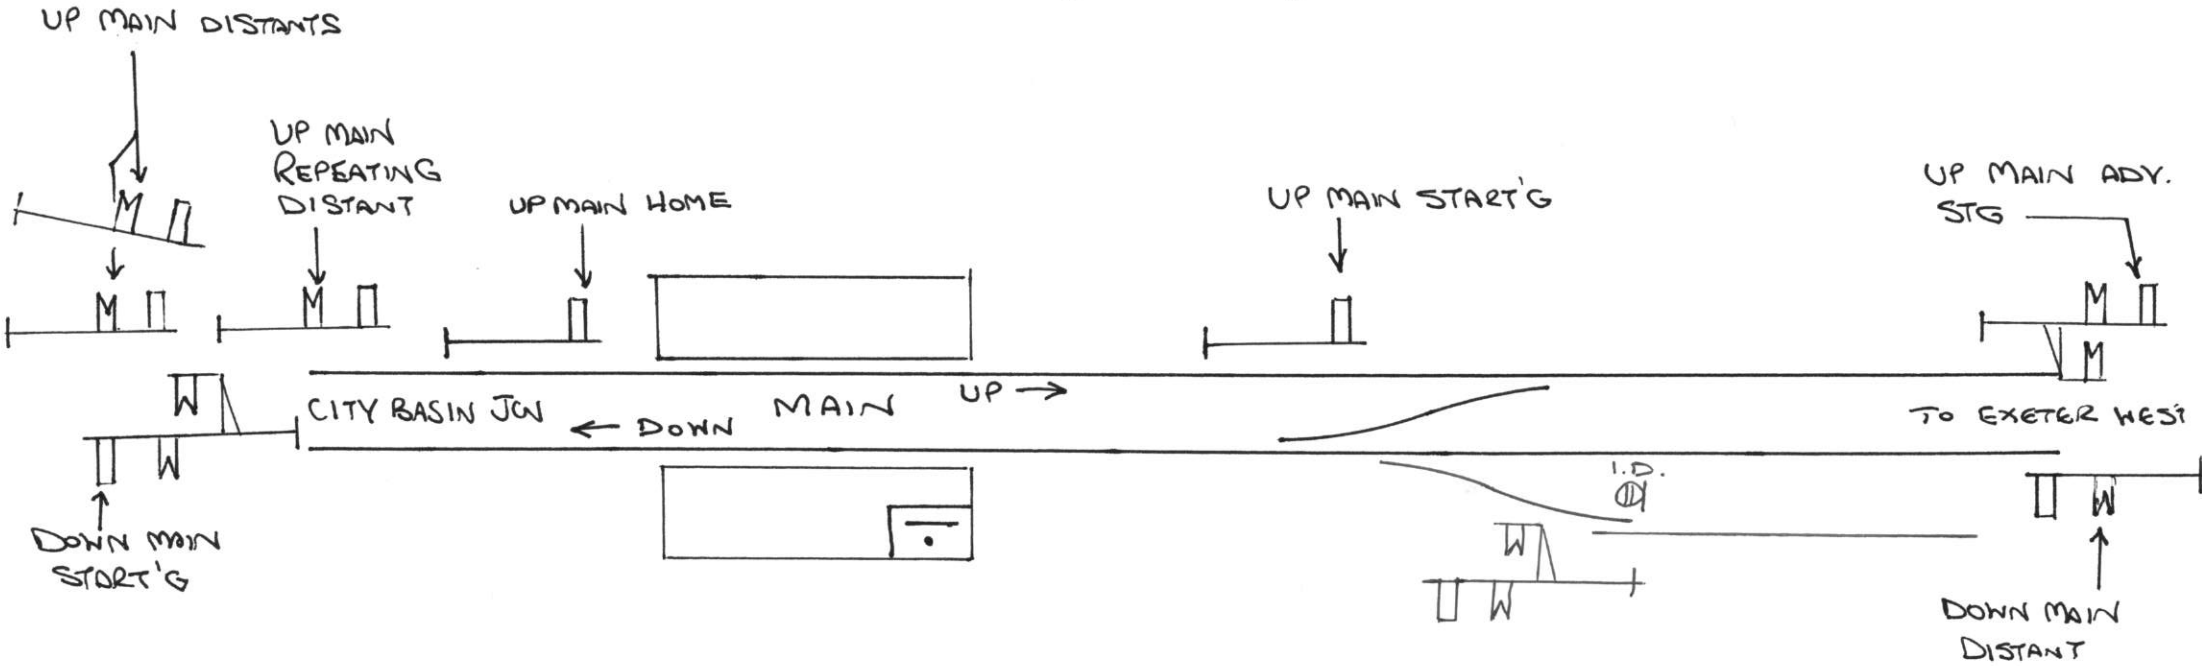 UP MAIN DISTANTS
UP MAIN
REPEATING
DISTANT
UP MAIN HOME
UP MAIN START'G
UP MAIN ADV.
STG
CITY BASIN JCN
MAIN
UP →
← DOWN
TO EXETER WEST
I.D.
DOWN MAIN
START'G
DOWN MAIN
DISTANT